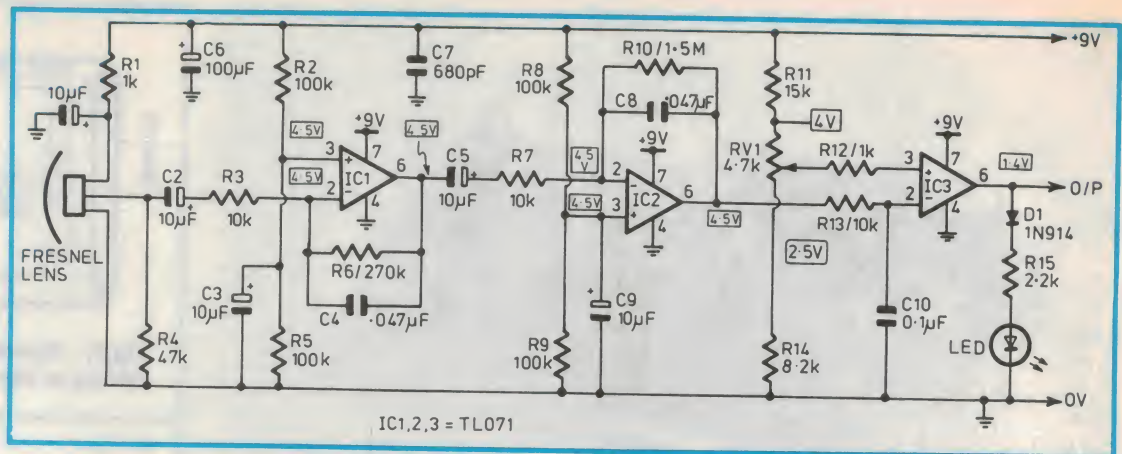 R1
1k
C6
100µF
R2
100k
C7
680pF
R8
100k
R10/1·5M
C8
·047µF
R11
15k
+9V
10µF
+
+
4·5V
4·5V
3
2
+
-
IC1
+9V
7
6
4
4·5V
C5
+
10µF
R7
10k
4·5
V
4·5V
2
3
-
+
IC2
+9V
7
6
4
4·5V
4V
RV1
4·7k
R12/1k
R13/10k
3
2
+
-
IC3
+9V
7
6
4
1·4V
O/P
D1
1N914
R15
2·2k
LED
C2
+
10µF
R3
10k
FRESNEL
LENS
R4
47k
C3
10µF
+
R5
100k
R6/270k
C4
·047µF
R9
100k
C9
10µF
+
2·5V
R14
8·2k
C10
0·1µF
0V
IC1,2,3 = TL071